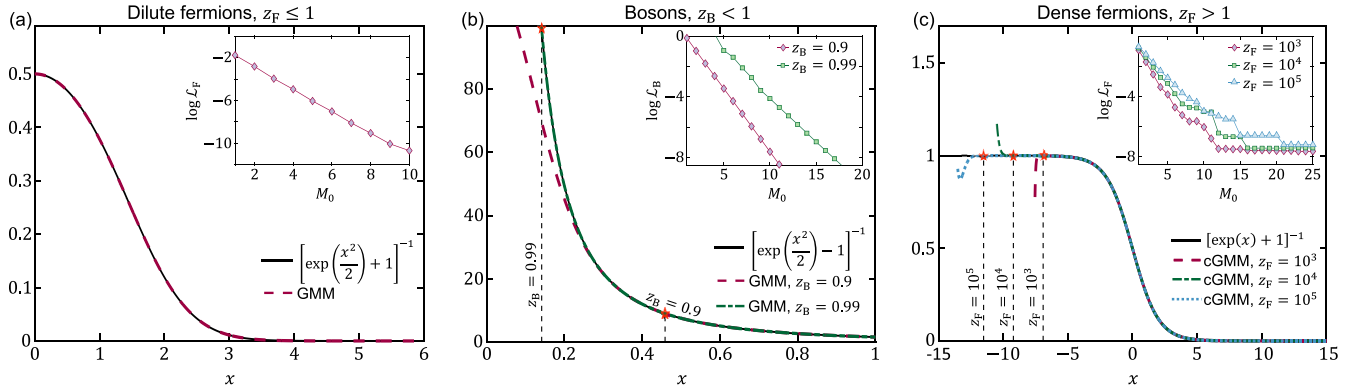 (a) Dilute fermions, z_F ≤ 1
0.5
0.4
0.3
0.2
0.1
0
0 1 2 3 4 5 6
x
−2
−6
−10
log ℒ_F
2 4 6 8 10
M_0
[exp(x²/2) + 1]^−1
GMM
(b) Bosons, z_B < 1
80
60
40
20
0
0 0.2 0.4 0.6 0.8 1
x
z_B = 0.99
z_B = 0.9
0
−4
−8
log ℒ_B
1 5 10 15 20
M_0
z_B = 0.9
z_B = 0.99
[exp(x²/2) − 1]^−1
GMM, z_B = 0.9
GMM, z_B = 0.99
(c) Dense fermions, z_F > 1
1
0.5
0
-15 -10 −5 0 5 10 15
x
z_F = 10^5
z_F = 10^4
z_F = 10^3
−4
−8
log ℒ_F
5 10 15 20 25
M_0
z_F = 10^3
z_F = 10^4
z_F = 10^5
[exp(x) + 1]^−1
cGMM, z_F = 10^3
cGMM, z_F = 10^4
cGMM, z_F = 10^5